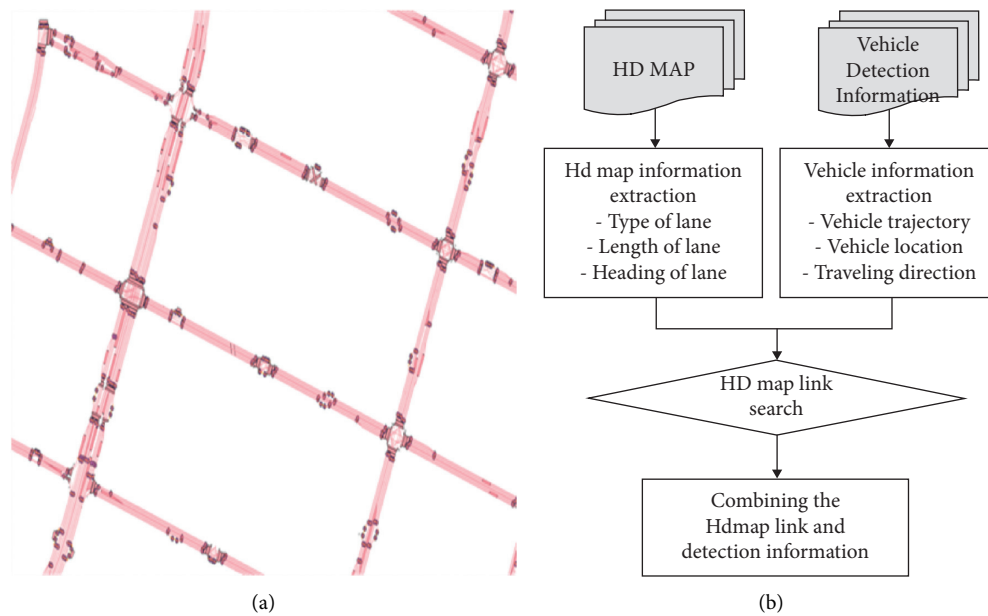 HD MAP
Vehicle
Detection
Information
Hd map information
extraction
- Type of lane
- Length of lane
- Heading of lane
Vehicle information
extraction
- Vehicle trajectory
- Vehicle location
- Traveling direction
HD map link
search
Combining the
Hdmap link and
detection information
(a)
(b)